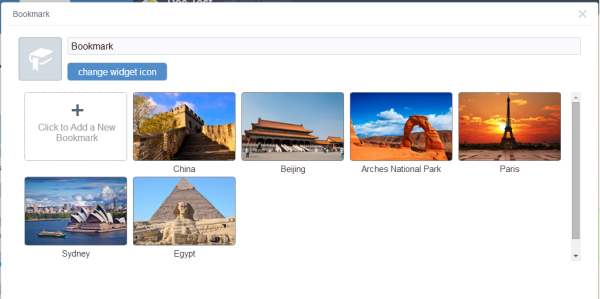 Bookmark
Bookmark
change widget icon
Click to Add a New
Bookmark
China
Beijing
Arches National Park
Paris
Sydney
Egypt